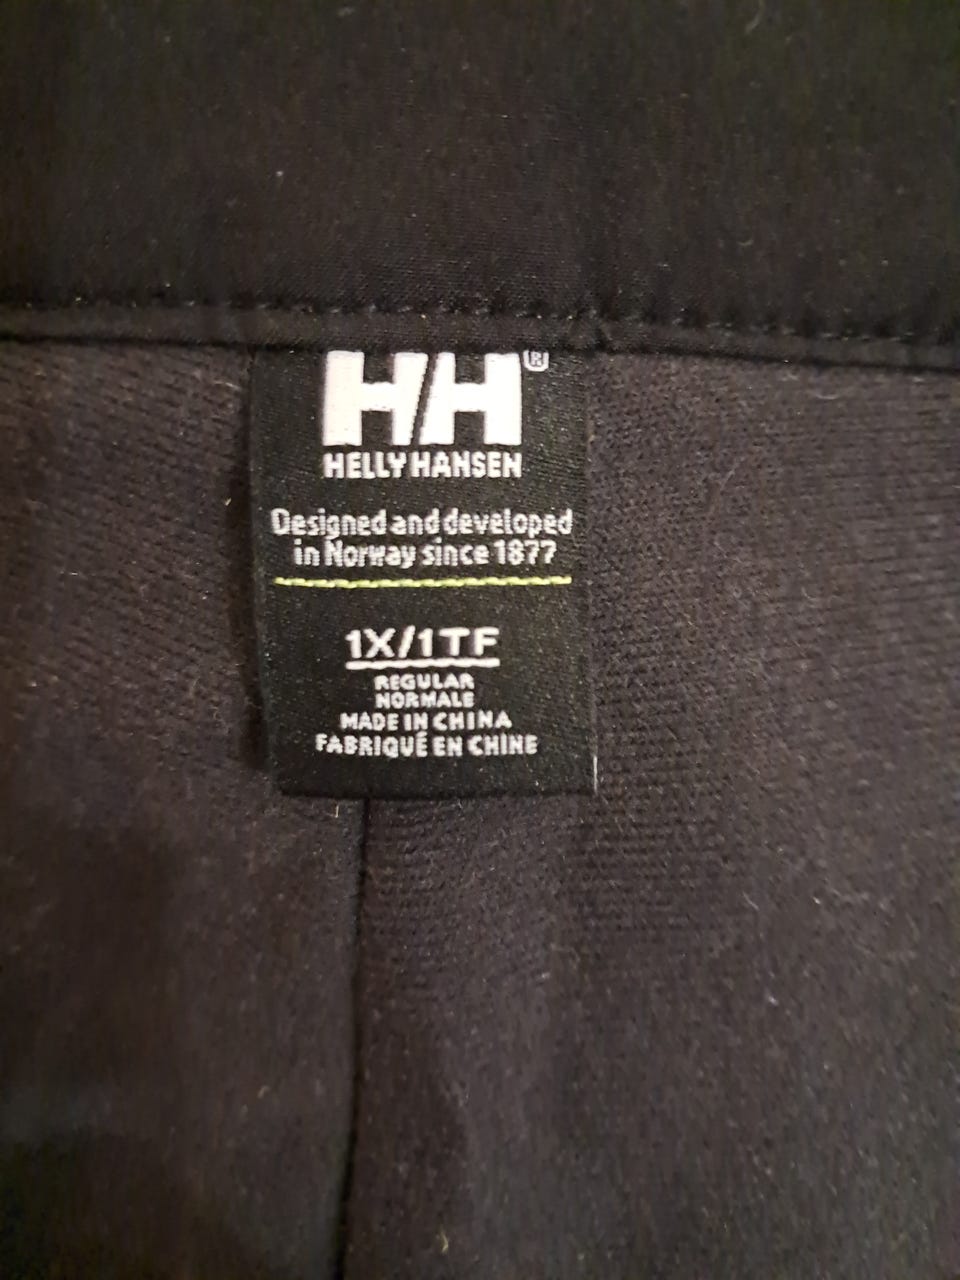 HH®
HELLY HANSEN
Designed and developed
in Norway since 1877
1X/1TF
REGULAR
NORMALE
MADE IN CHINA
FABRIQUÉ EN CHINE